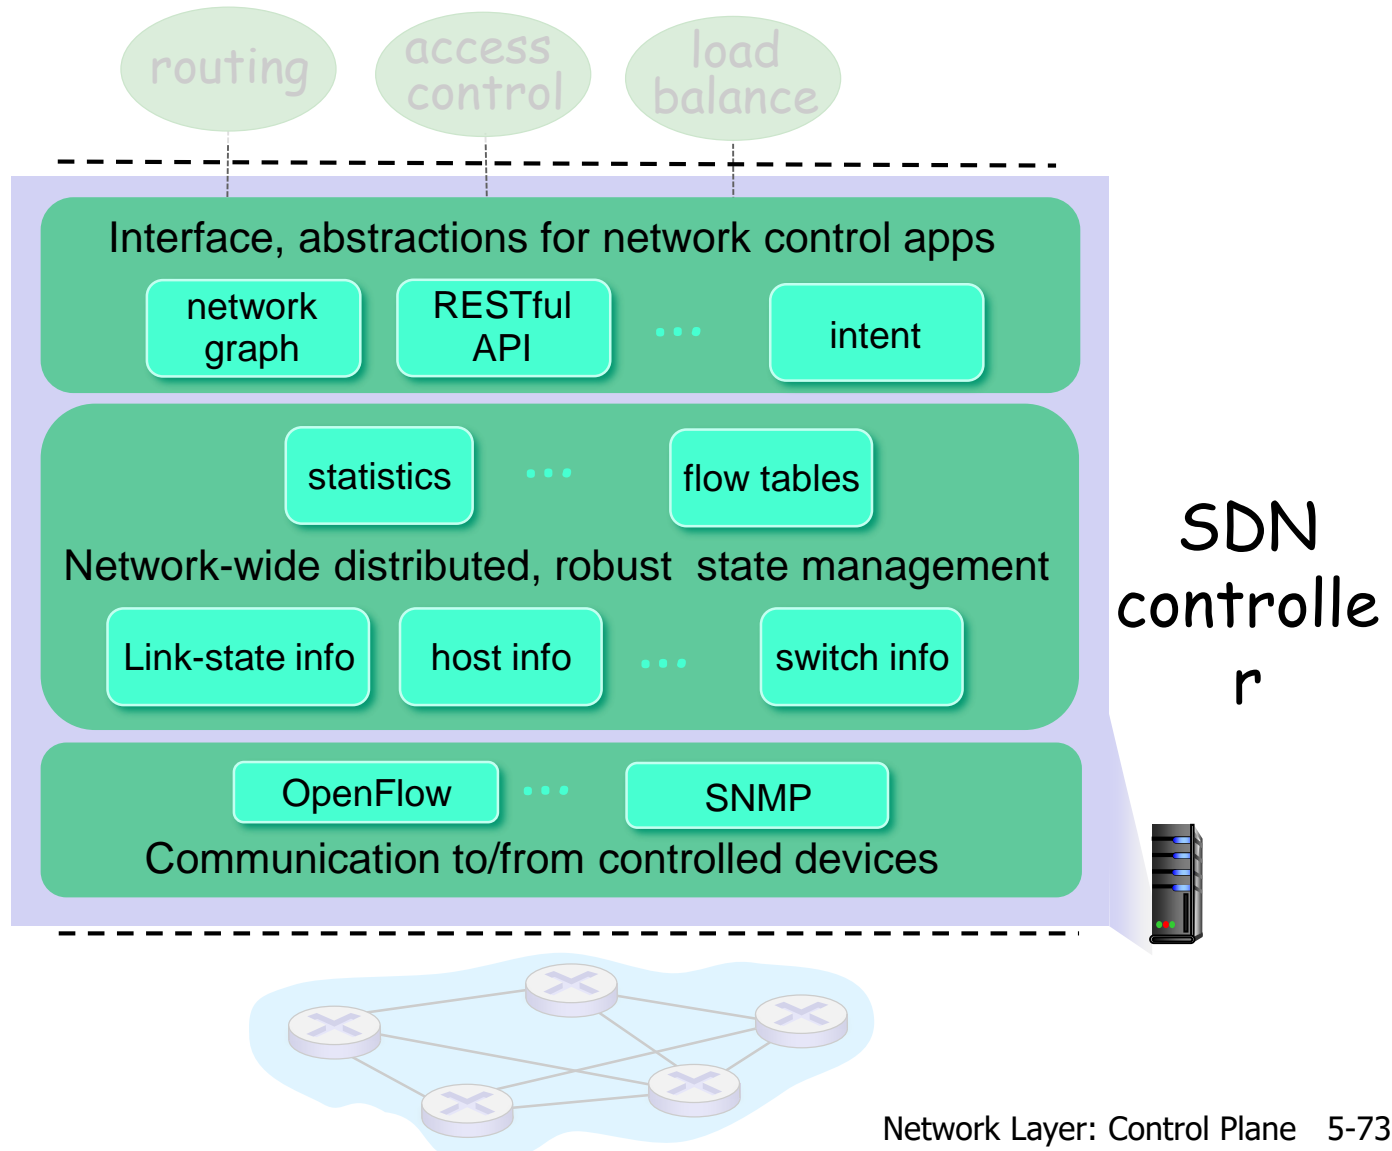 routing
access
control
load
balance
Interface, abstractions for network control apps
network
graph
RESTful
API
...
intent
statistics
...
flow tables
Network-wide distributed, robust state management
Link-state info
host info
...
switch info
SDN
controlle
r
OpenFlow
...
SNMP
Communication to/from controlled devices
Network Layer: Control Plane 5-73